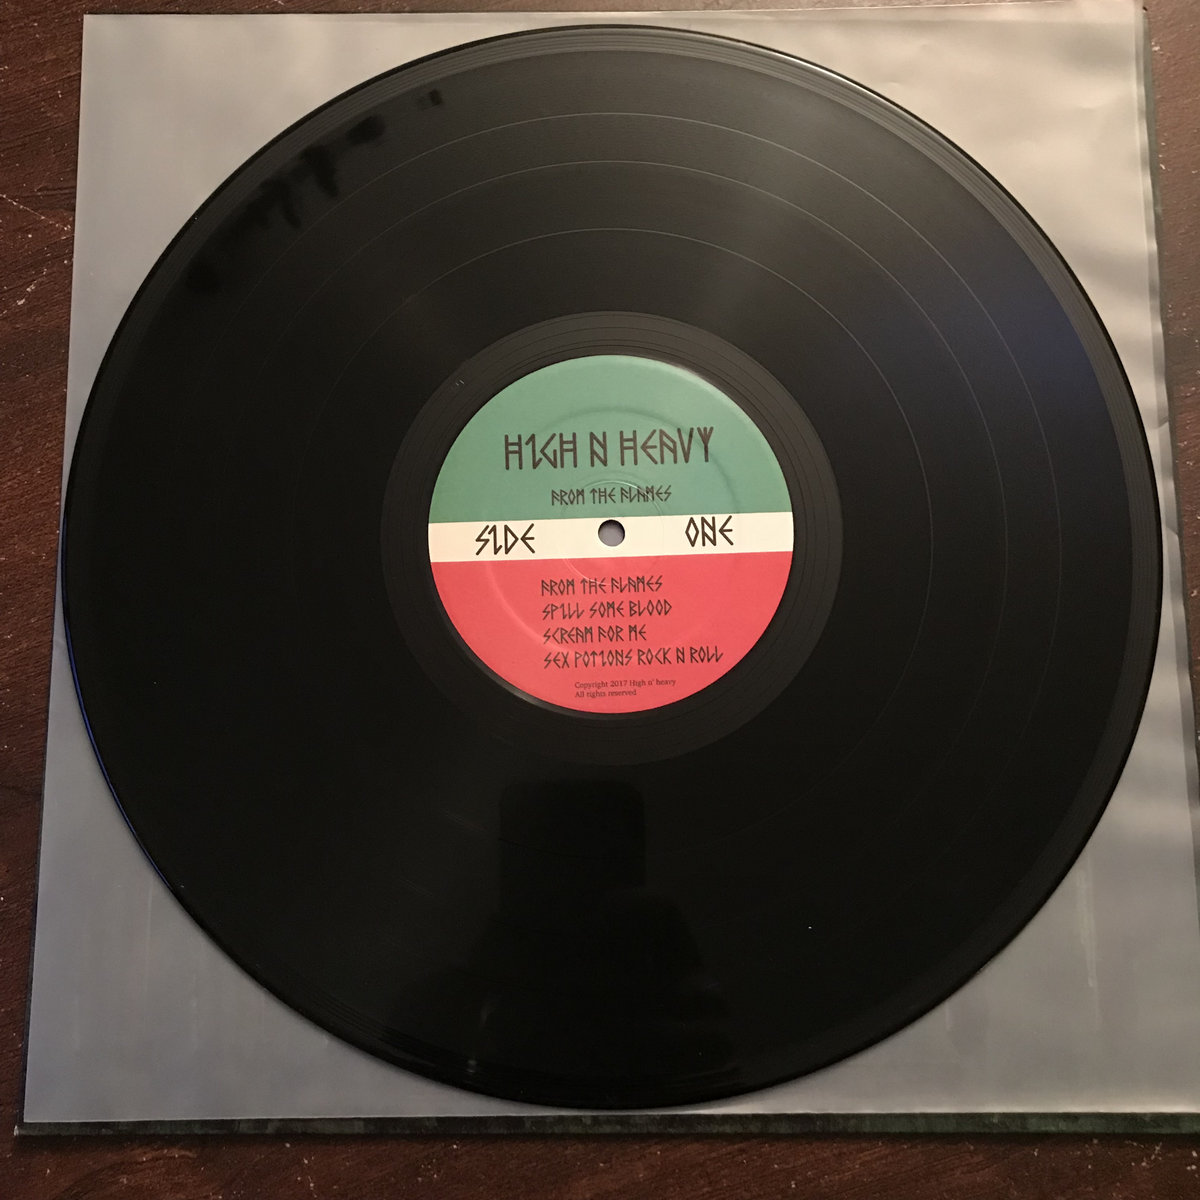 HIGH N HEAVY
FROM THE FLAMES
SIDE ONE
FROM THE FLAMES
SPILL SOME BLOOD
SCREAM FOR ME
SEX POTIONS ROCK N ROLL
Copyright 2017 High n' heavy
All rights reserved